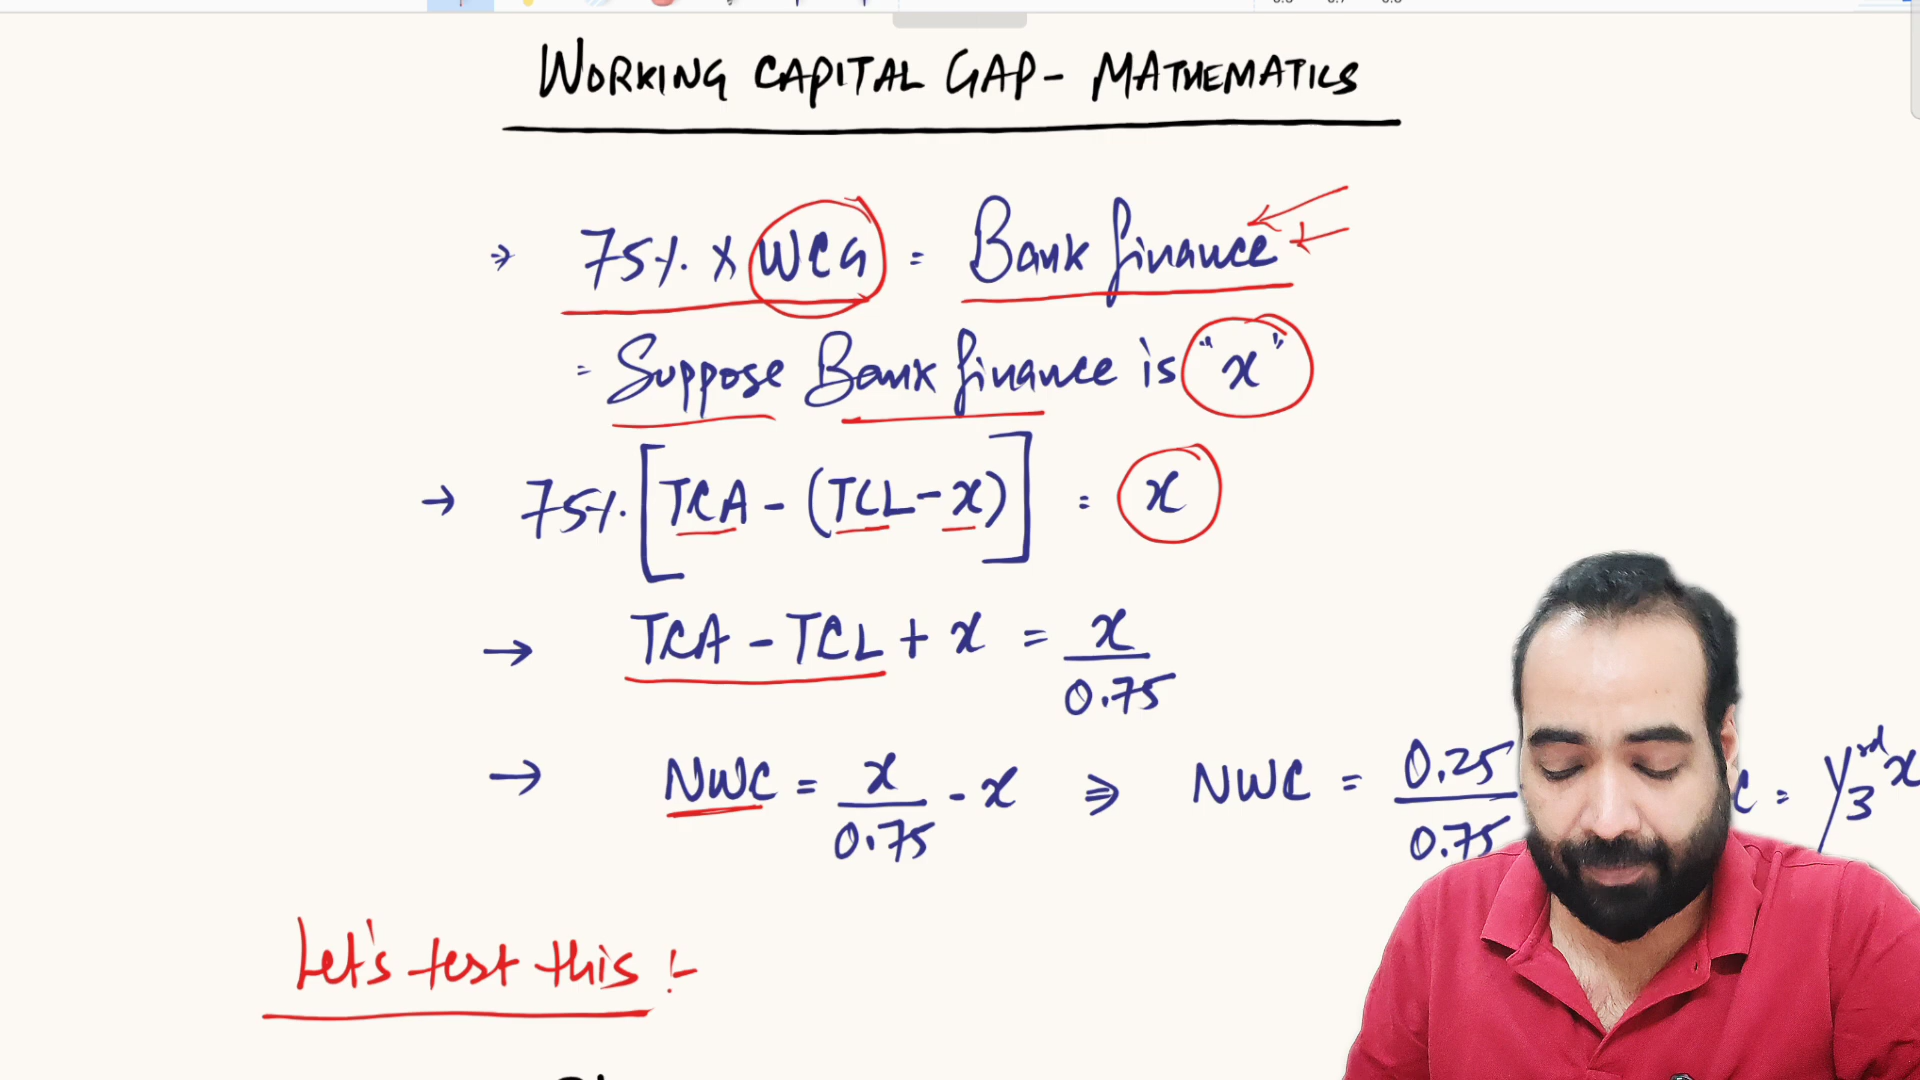 WORKING CAPITAL GAP- MATHEMATICS
→ 75% x WCG = Bank finance
= Suppose Bank finance is "x"
→ 75% [TCA - (TCL - x)] = x
→ TCA - TCL + x = x/0.75
→ NWC = x/0.75 - x ⇒ NWC = 0.25/0.75 C = 1/3rd x
Let's test this :-